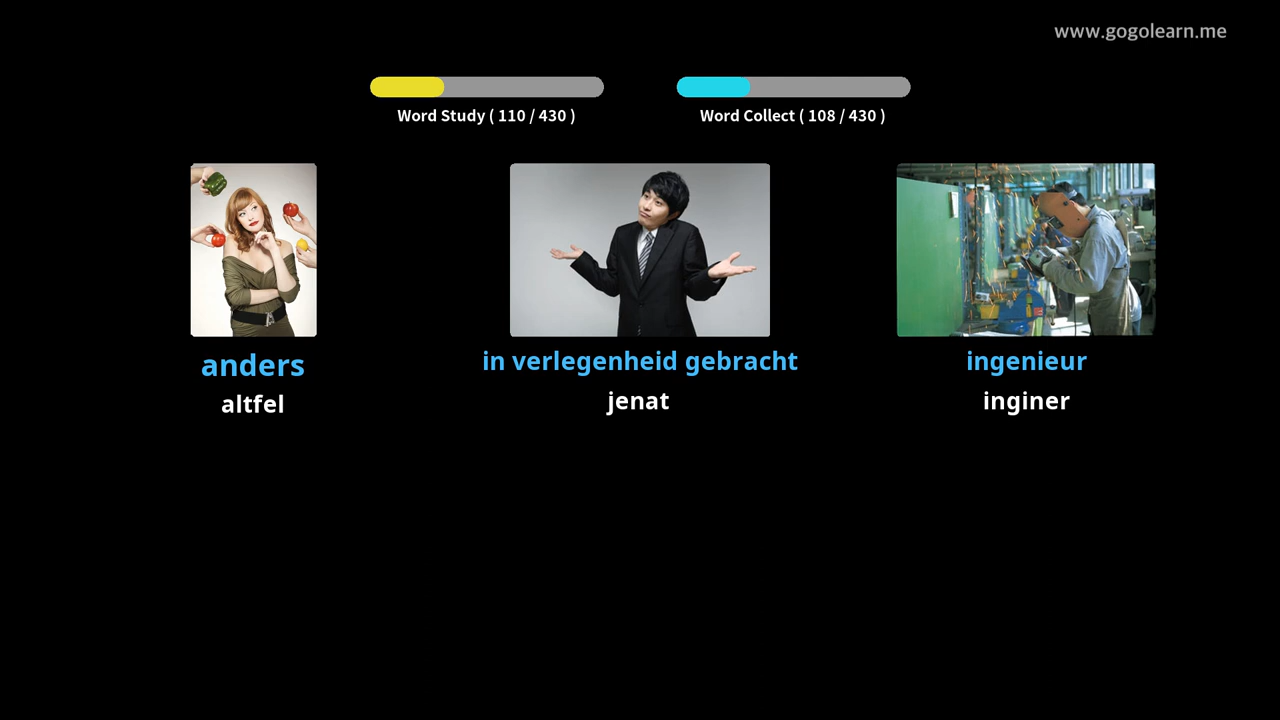 www.gogolearn.me
Word Study ( 110 / 430 )
Word Collect ( 108 / 430 )
anders
altfel
in verlegenheid gebracht
jenat
ingenieur
inginer